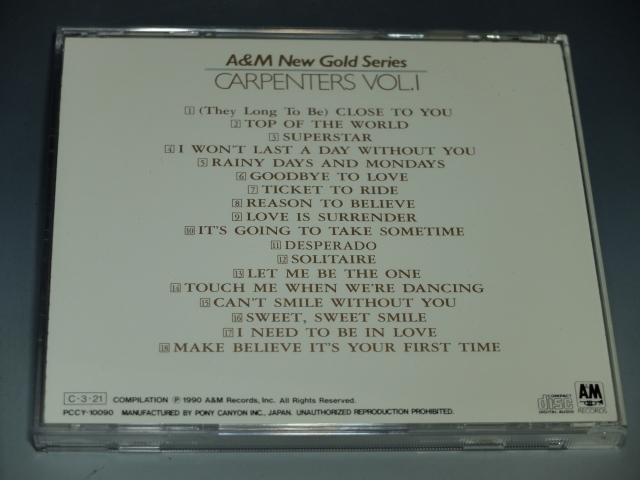 A&M New Gold Series
CARPENTERS VOL.1
1 (They Long To Be) CLOSE TO YOU
2 TOP OF THE WORLD
3 SUPERSTAR
4 I WON'T LAST A DAY WITHOUT YOU
5 RAINY DAYS AND MONDAYS
6 GOODBYE TO LOVE
7 TICKET TO RIDE
8 REASON TO BELIEVE
9 LOVE IS SURRENDER
10 IT'S GOING TO TAKE SOMETIME
11 DESPERADO
12 SOLITAIRE
13 LET ME BE THE ONE
14 TOUCH ME WHEN WE'RE DANCING
15 CAN'T SMILE WITHOUT YOU
16 SWEET, SWEET SMILE
17 I NEED TO BE IN LOVE
18 MAKE BELIEVE IT'S YOUR FIRST TIME
C-3·21 COMPILATION ℗ 1990 A&M Records, Inc. All Rights Reserved.
PCCY-10090 MANUFACTURED BY PONY CANYON INC., JAPAN. UNAUTHORIZED REPRODUCTION PROHIBITED.
COMPACT
disc
DIGITAL AUDIO
A&M
RECORDS